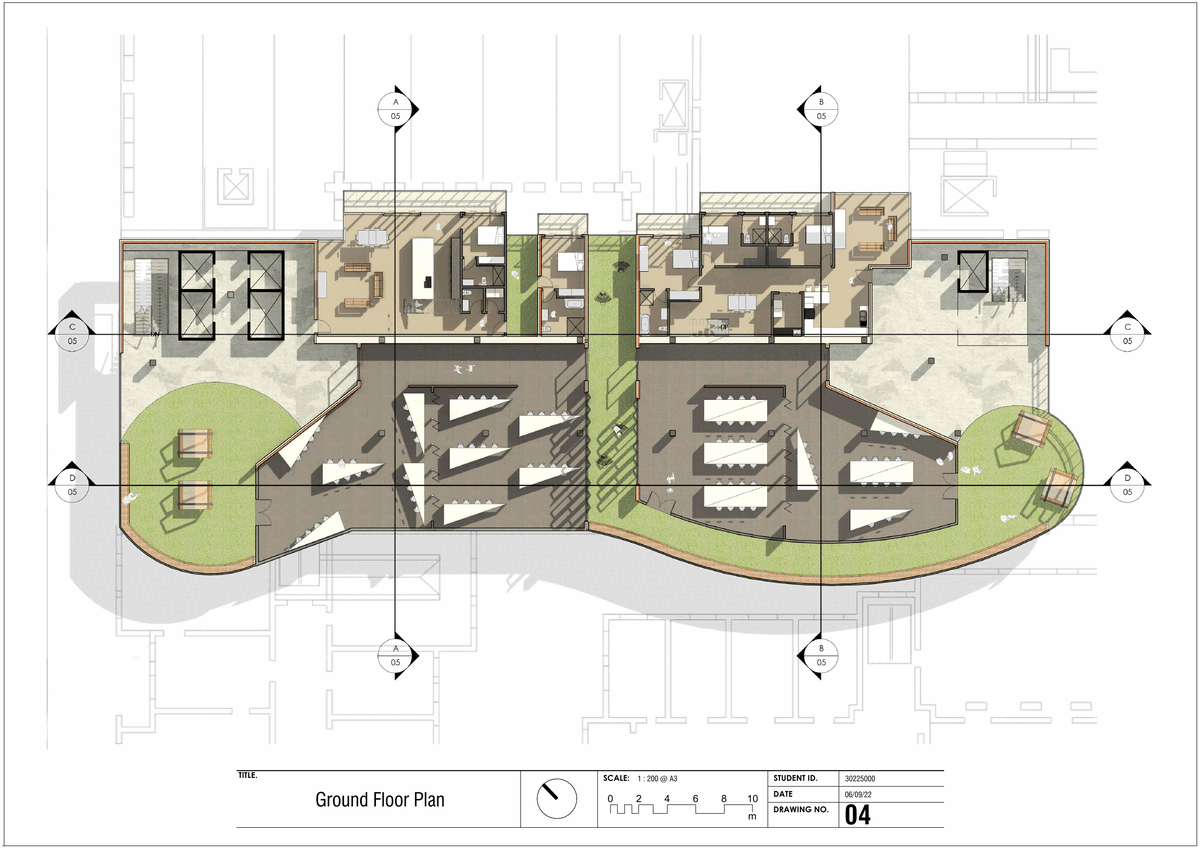 A
05
B
05
C
05
C
05
UP
D
05
D
05
A
05
B
05
TITLE.
Ground Floor Plan
SCALE: 1 : 200 @ A3
0 2 4 6 8 10
m
STUDENT ID. 30225000
DATE 06/09/22
DRAWING NO. 04